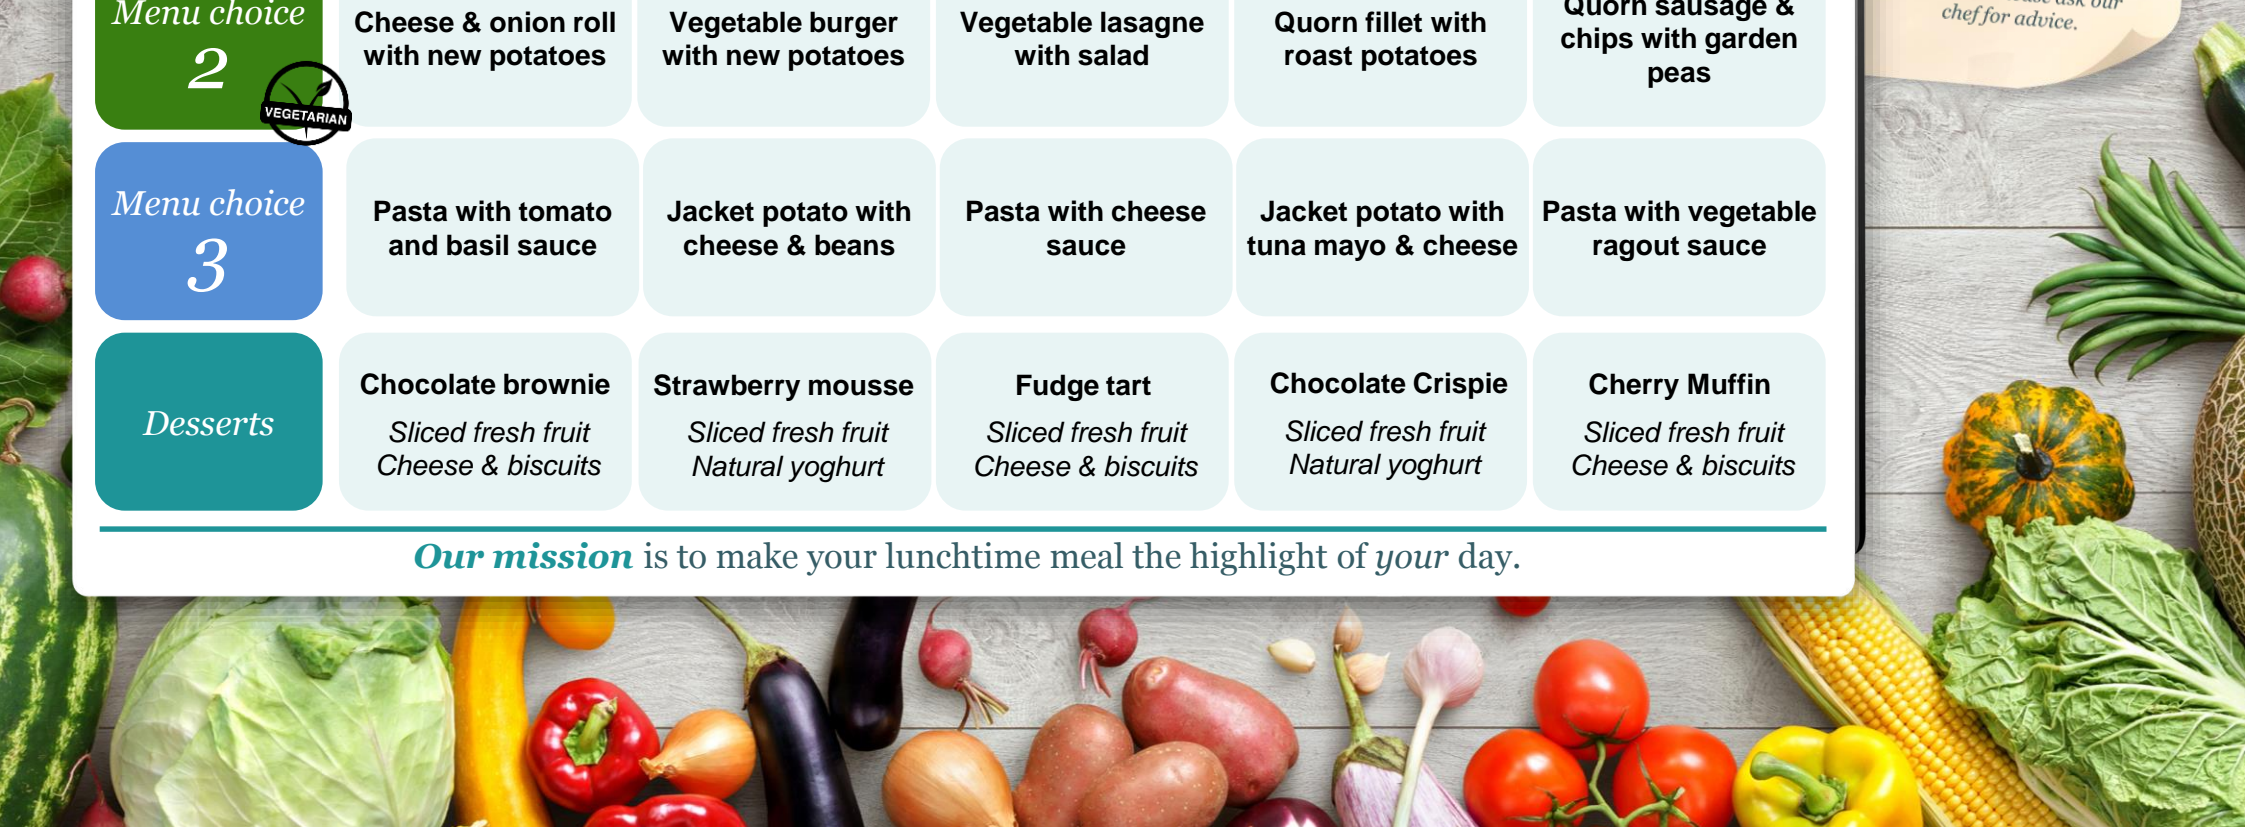 Menu choice
2
VEGETARIAN
Cheese & onion roll
with new potatoes
Vegetable burger
with new potatoes
Vegetable lasagne
with salad
Quorn fillet with
roast potatoes
Quorn sausage &
chips with garden
peas
ask our
chef for advice.
Menu choice
3
Pasta with tomato
and basil sauce
Jacket potato with
cheese & beans
Pasta with cheese
sauce
Jacket potato with
tuna mayo & cheese
Pasta with vegetable
ragout sauce
Desserts
Chocolate brownie
Sliced fresh fruit
Cheese & biscuits
Strawberry mousse
Sliced fresh fruit
Natural yoghurt
Fudge tart
Sliced fresh fruit
Cheese & biscuits
Chocolate Crispie
Sliced fresh fruit
Natural yoghurt
Cherry Muffin
Sliced fresh fruit
Cheese & biscuits
Our mission is to make your lunchtime meal the highlight of your day.